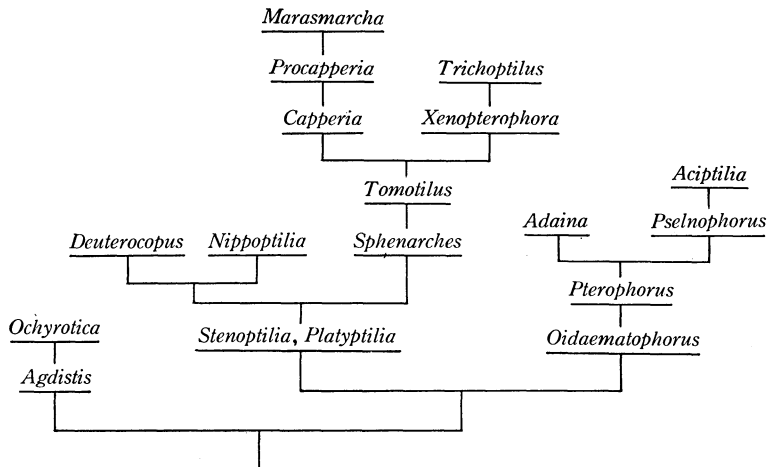 Marasmarcha
Procapperia
Trichoptilus
Capperia
Xenopterophora
Aciptilia
Tomotilus
Adaina
Pselnophorus
Deuterocopus
Nippoptilia
Sphenarches
Pterophorus
Ochyrotica
Stenoptilia, Platyptilia
Oidaematophorus
Agdistis